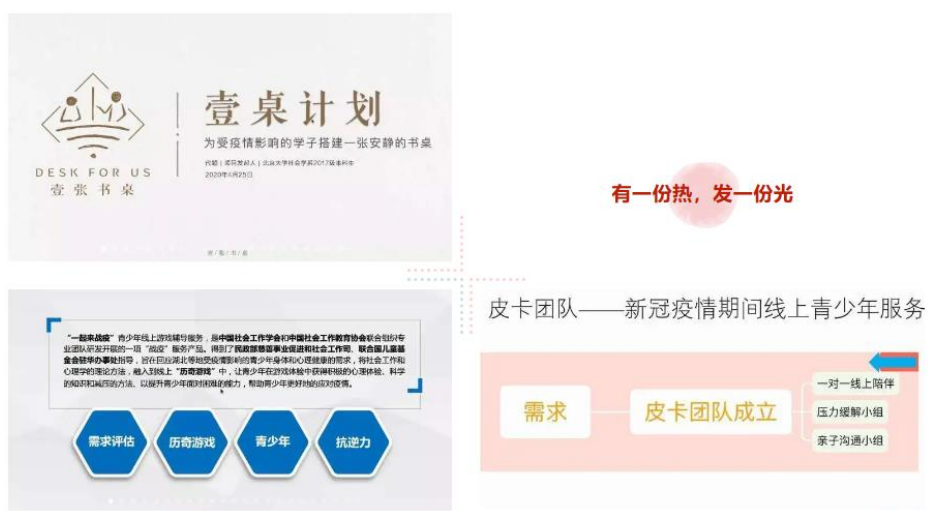 壹桌计划
为受疫情影响的学子搭建一张安静的书桌
2020年4月25日
DESK FOR US
壹张书桌
有一份热，发一份光
“一起来战疫”青少年线上游戏辅导服务，是中国社会工作学会和中国社会工作教育协会联合组织专
业团队研发开展的一项“战疫”服务产品。得到了民政部慈善事业促进和社会工作司、联合国儿童基
金会驻华办事处指导，旨在回应湖北等地受疫情影响的青少年身体和心理健康的需求，将社会工作和
心理学的理论方法，融入到线上“历奇游戏”中，让青少年在游戏体验中获得积极的心理体验、科学
的知识和减压的方法、以提升青少年面对困难的能力，帮助青少年更好地的应对疫情。
需求评估
历奇游戏
青少年
抗逆力
皮卡团队——新冠疫情期间线上青少年服务
需求
皮卡团队成立
一对一线上陪伴
压力缓解小组
亲子沟通小组